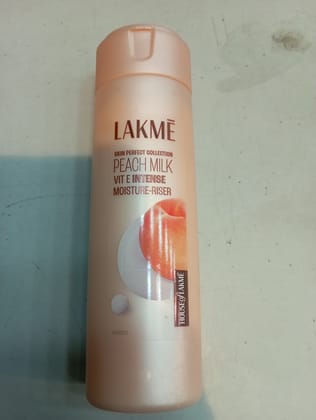 LAKMĒ
SKIN PERFECT COLLECTION
PEACH MILK
VIT E INTENSE
MOISTURE-RISER
HOUSE of LAKMĒ